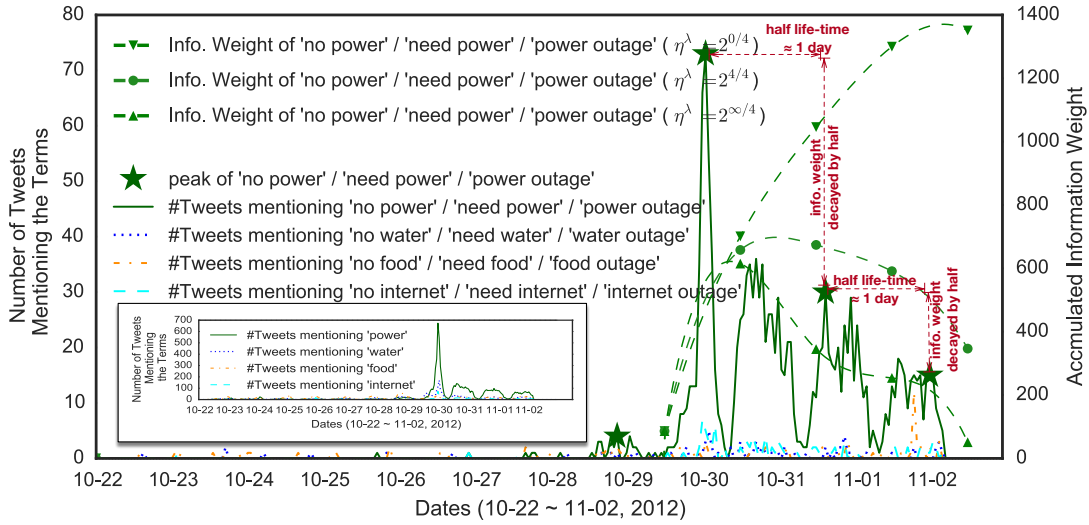 80
70
60
50
40
30
20
10
0
Number of Tweets
Mentioning the Terms
1400
1200
1000
800
600
400
200
0
Accumulated Information Weight
Info. Weight of 'no power' / 'need power' / 'power outage' ( η^λ = 2^{0/4})
Info. Weight of 'no power' / 'need power' / 'power outage' ( η^λ = 2^{4/4})
Info. Weight of 'no power' / 'need power' / 'power outage' ( η^λ = 2^{∞/4})
peak of 'no power' / 'need power' / 'power outage'
#Tweets mentioning 'no power' / 'need power' / 'power outage'
#Tweets mentioning 'no water' / 'need water' / 'water outage'
#Tweets mentioning 'no food' / 'need food' / 'food outage'
#Tweets mentioning 'no internet' / 'need internet' / 'internet outage'
half life-time
≈ 1 day
info. weight
decayed by half
half life-time
≈ 1 day
info. weight
decayed by half
700
600
500
400
300
200
100
0
Number of Tweets
Mentioning
the Terms
#Tweets mentioning 'power'
#Tweets mentioning 'water'
#Tweets mentioning 'food'
#Tweets mentioning 'internet'
10-22 10-23 10-24 10-25 10-26 10-27 10-28 10-29 10-30 10-31 11-01 11-02
Dates (10-22 ~ 11-02, 2012)
10-22 10-23 10-24 10-25 10-26 10-27 10-28 10-29 10-30 10-31 11-01 11-02
Dates (10-22 ~ 11-02, 2012)